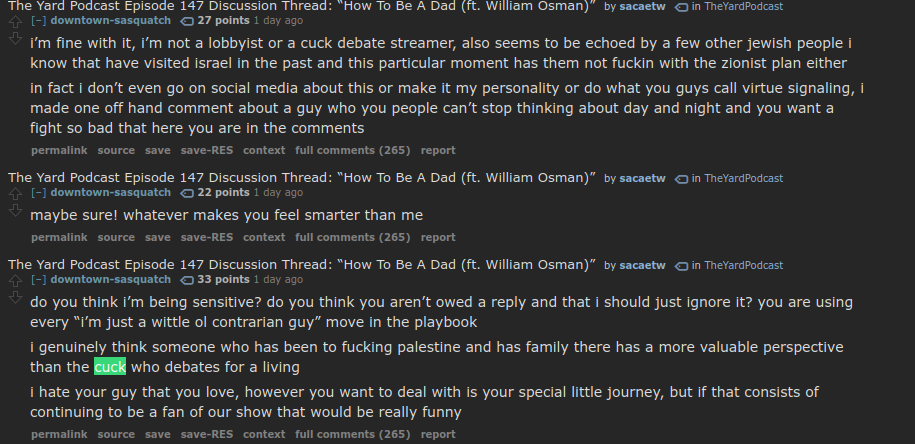 The Yard Podcast Episode 147 Discussion Thread: “How To Be A Dad (ft. William Osman)” by sacaetw in TheYardPodcast
[–] downtown-sasquatch 27 points 1 day ago
i’m fine with it, i’m not a lobbyist or a cuck debate streamer, also seems to be echoed by a few other jewish people i
know that have visited israel in the past and this particular moment has them not fuckin with the zionist plan either
in fact i don’t even go on social media about this or make it my personality or do what you guys call virtue signaling, i
made one off hand comment about a guy who you people can’t stop thinking about day and night and you want a
fight so bad that here you are in the comments
permalink source save save-RES context full comments (265) report
The Yard Podcast Episode 147 Discussion Thread: “How To Be A Dad (ft. William Osman)” by sacaetw in TheYardPodcast
[–] downtown-sasquatch 22 points 1 day ago
maybe sure! whatever makes you feel smarter than me
permalink source save save-RES context full comments (265) report
The Yard Podcast Episode 147 Discussion Thread: “How To Be A Dad (ft. William Osman)” by sacaetw in TheYardPodcast
[–] downtown-sasquatch 33 points 1 day ago
do you think i’m being sensitive? do you think you aren’t owed a reply and that i should just ignore it? you are using
every “i’m just a wittle ol contrarian guy” move in the playbook
i genuinely think someone who has been to fucking palestine and has family there has a more valuable perspective
than the cuck who debates for a living
i hate your guy that you love, however you want to deal with is your special little journey, but if that consists of
continuing to be a fan of our show that would be really funny
permalink source save save-RES context full comments (265) report